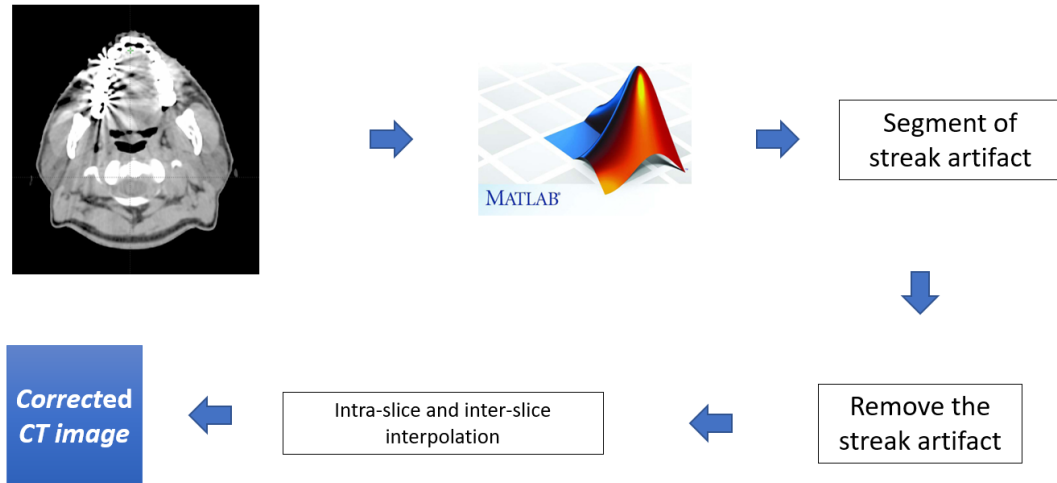 MATLAB®
Segment of
streak artifact
Remove the
streak artifact
Intra-slice and inter-slice
interpolation
Corrected
CT image